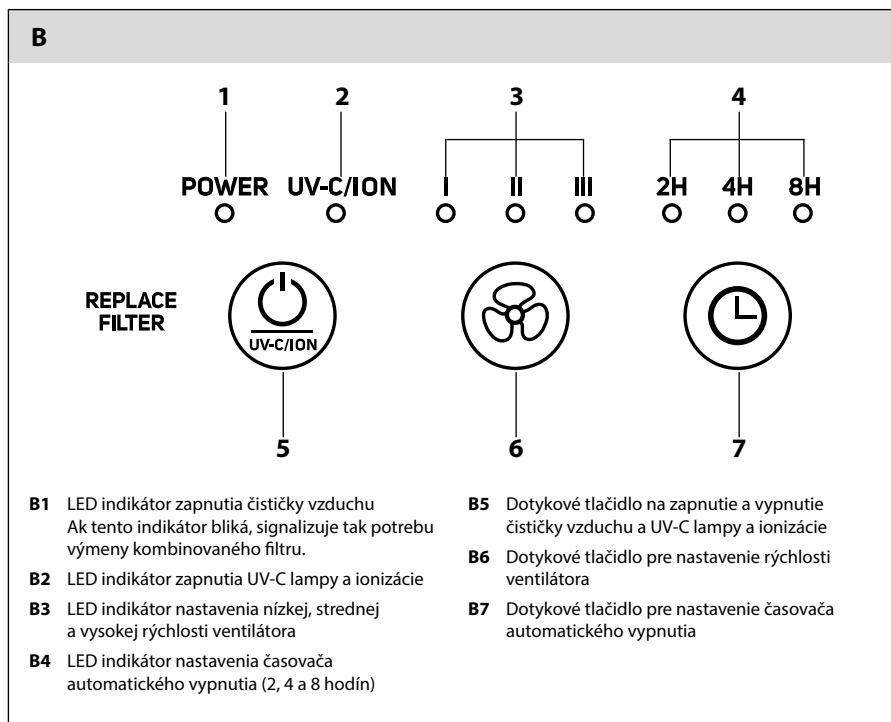 B
1 2 3 4
POWER UV-C/ION I II III 2H 4H 8H
REPLACE
FILTER
UV-C/ION
5 6 7
B1 LED indikátor zapnutia čističky vzduchu
Ak tento indikátor bliká, signalizuje tak potrebu
výmeny kombinovaného filtru.
B2 LED indikátor zapnutia UV-C lampy a ionizácie
B3 LED indikátor nastavenia nízkej, strednej
a vysokej rýchlosti ventilátora
B4 LED indikátor nastavenia časovača
automatického vypnutia (2, 4 a 8 hodín)
B5 Dotykové tlačidlo na zapnutie a vypnutie
čističky vzduchu a UV-C lampy a ionizácie
B6 Dotykové tlačidlo pre nastavenie rýchlosti
ventilátora
B7 Dotykové tlačidlo pre nastavenie časovača
automatického vypnutia